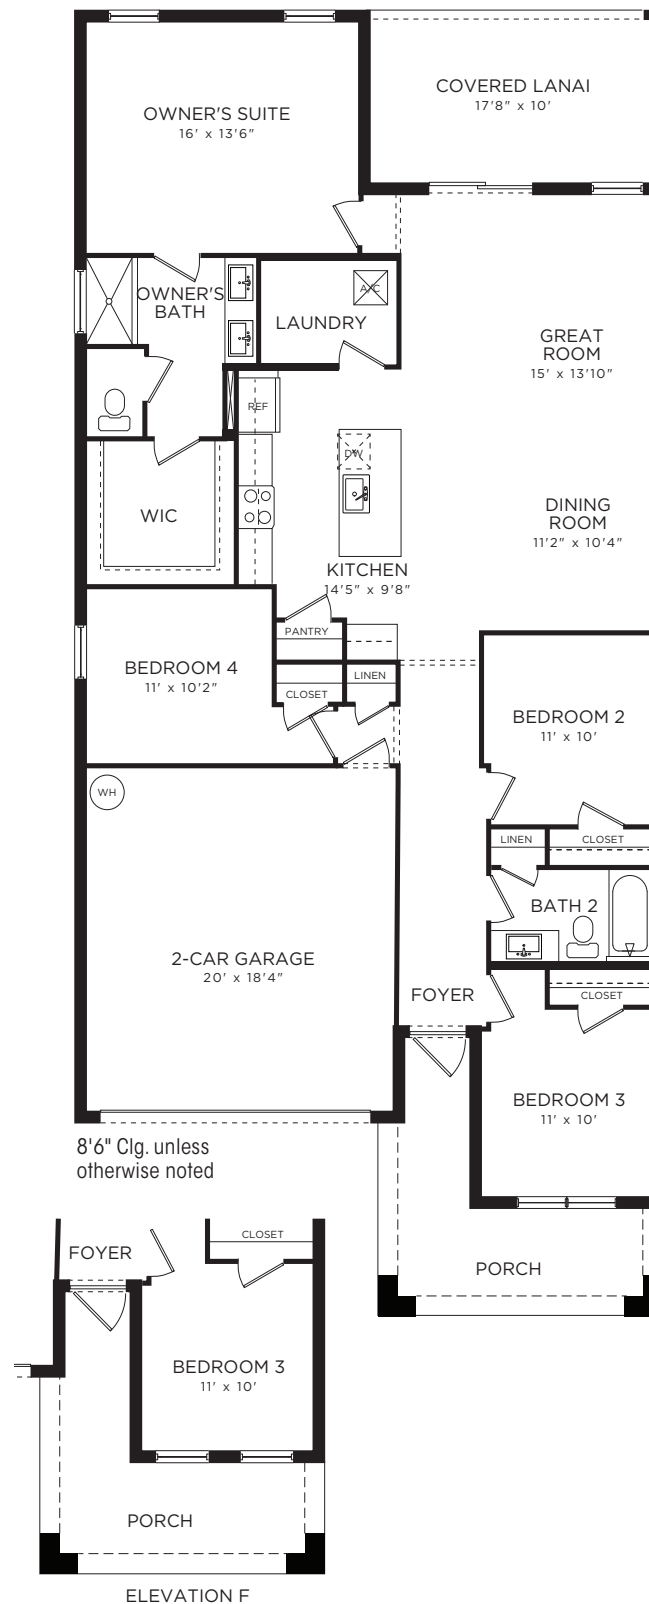 OWNER'S SUITE
16' x 13'6"
COVERED LANAI
17'8" x 10'
OWNER'S
BATH
A/C
LAUNDRY
GREAT
ROOM
15' x 13'10"
REF
DW
WIC
DINING
ROOM
11'2" x 10'4"
KITCHEN
14'5" x 9'8"
PANTRY
BEDROOM 4
11' x 10'2"
CLOSET
LINEN
BEDROOM 2
11' x 10'
WH
LINEN
CLOSET
BATH 2
2-CAR GARAGE
20' x 18'4"
FOYER
CLOSET
BEDROOM 3
11' x 10'
8'6" Clg. unless
otherwise noted
PORCH
FOYER
CLOSET
BEDROOM 3
11' x 10'
PORCH
ELEVATION F